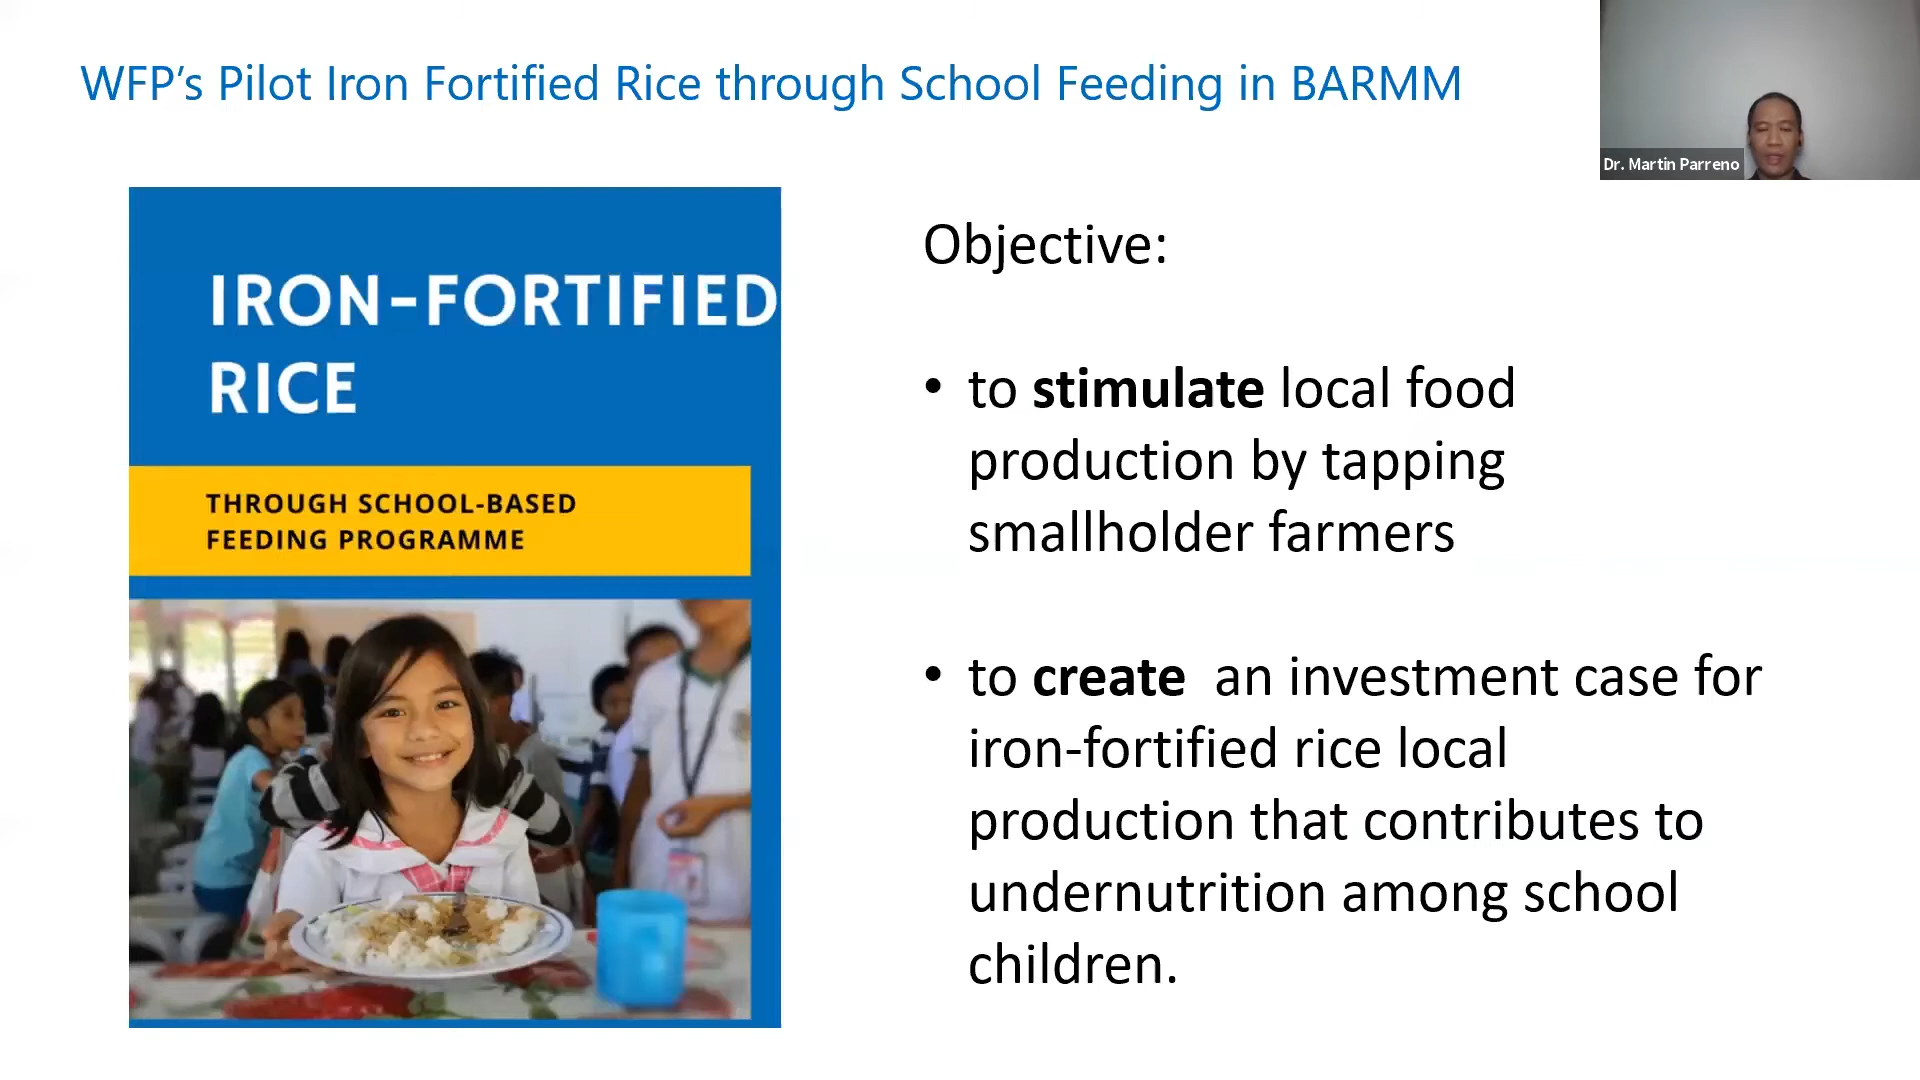 WFP’s Pilot Iron Fortified Rice through School Feeding in BARMM
Dr. Martin Parreno
IRON-FORTIFIED
RICE
THROUGH SCHOOL-BASED
FEEDING PROGRAMME
Objective:
• to stimulate local food
production by tapping
smallholder farmers
• to create an investment case for
iron-fortified rice local
production that contributes to
undernutrition among school
children.